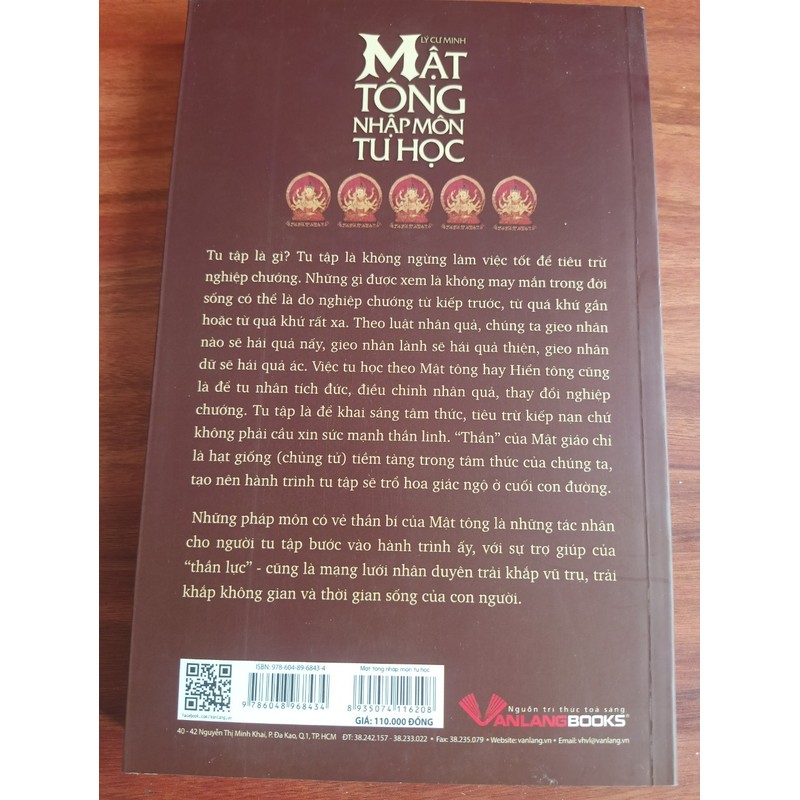 LÝ CƯ MINH
MẬT
TÔNG
NHẬP MÔN
TỰ HỌC
Tu tập là gì? Tu tập là không ngừng làm việc tốt để tiêu trừ
nghiệp chướng. Những gì được xem là không may mắn trong đời
sống có thể là do nghiệp chướng từ kiếp trước, từ quá khứ gần
hoặc từ quá khứ rất xa. Theo luật nhân quả, chúng ta gieo nhân
nào sẽ hái quả nấy, gieo nhân lành sẽ hái quả thiện, gieo nhân
dữ sẽ hái quả ác. Việc tu học theo Mật tông hay Hiển tông cũng
là để tu nhân tích đức, điều chỉnh nhân quả, thay đổi nghiệp
chướng. Tu tập là để khai sáng tâm thức, tiêu trừ kiếp nạn chứ
không phải cầu xin sức mạnh thần linh. “Thần” của Mật giáo chỉ
là hạt giống (chủng tử) tiềm tàng trong tâm thức của chúng ta,
tạo nên hành trình tu tập sẽ trổ hoa giác ngộ ở cuối con đường.
Những pháp môn có vẻ thần bí của Mật tông là những tác nhân
cho người tu tập bước vào hành trình ấy, với sự trợ giúp của
“thần lực” - cũng là mạng lưới nhân duyên trải khắp vũ trụ, trải
khắp không gian và thời gian sống của con người.
ISBN: 978-604-89-6843-4
Mật tông nhập môn tự học
9 786048 968434
8 935074 116208
GIÁ: 110.000 ĐỒNG
facebook.com/vanlang.vn
Nguồn tri thức toả sáng
VANLANGBOOKS®
40 - 42 Nguyễn Thị Minh Khai, P. Đa Kao, Q.1, TP. HCM ĐT: 38.242.157 - 38.233.022 • Fax: 38.235.079 • Website: vanlang.vn • Email: vhvl@vanlang.vn